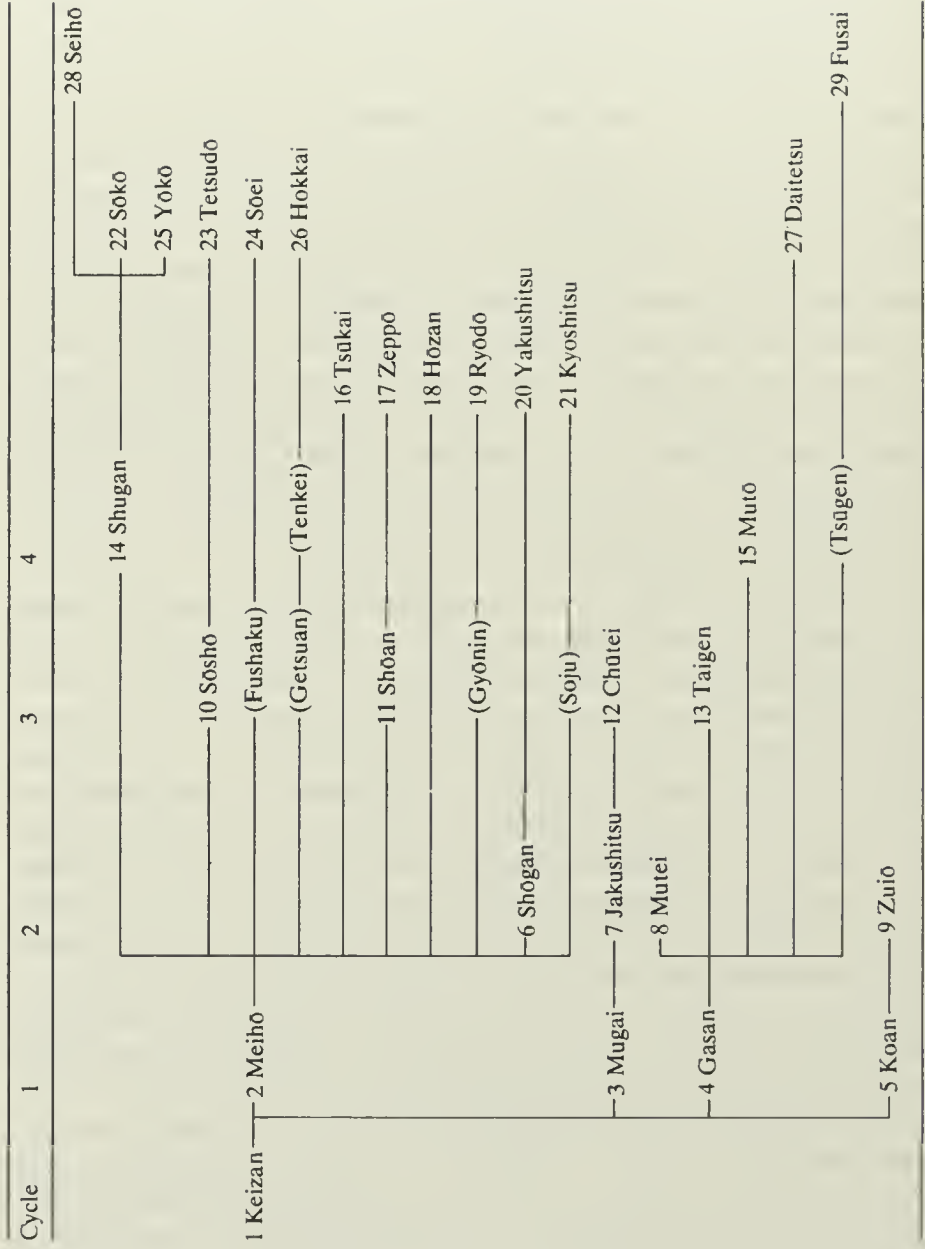 Cycle 1 2 3 4
28 Seihō
14 Shugan 22 Sōkō
25 Yōkō
10 Sōshō 23 Tetsudō
1 Keizan 2 Meihō (Fushaku) 24 Sōei
(Getsuan) (Tenkei) 26 Hokkai
16 Tsūkai
11 Shōan 17 Zeppō
18 Hōzan
(Gyōnin) 19 Ryōdō
6 Shōgan 20 Yakushitsu
(Soju) 21 Kyoshitsu
3 Mugai 7 Jakushitsu 12 Chūtei
8 Mutei
4 Gasan 13 Taigen
15 Mutō
27 Daitetsu
(Tsūgen) 29 Fusai
5 Koan 9 Zuiō